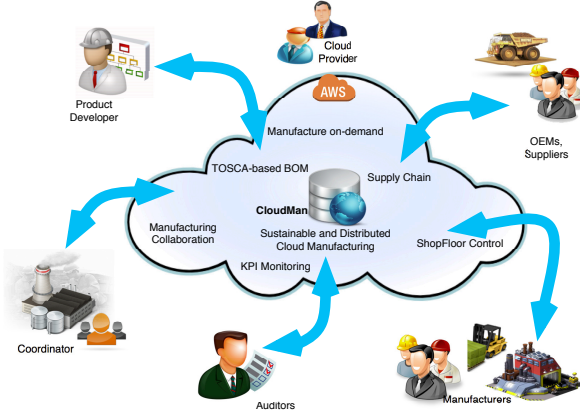 Cloud
Provider
AWS
Product
Developer
OEMs,
Suppliers
Manufacture on-demand
TOSCA-based BOM
Supply Chain
CloudMan
Manufacturing
Collaboration
Sustainable and Distributed
Cloud Manufacturing
ShopFloor Control
KPI Monitoring
Coordinator
Auditors
Manufacturers